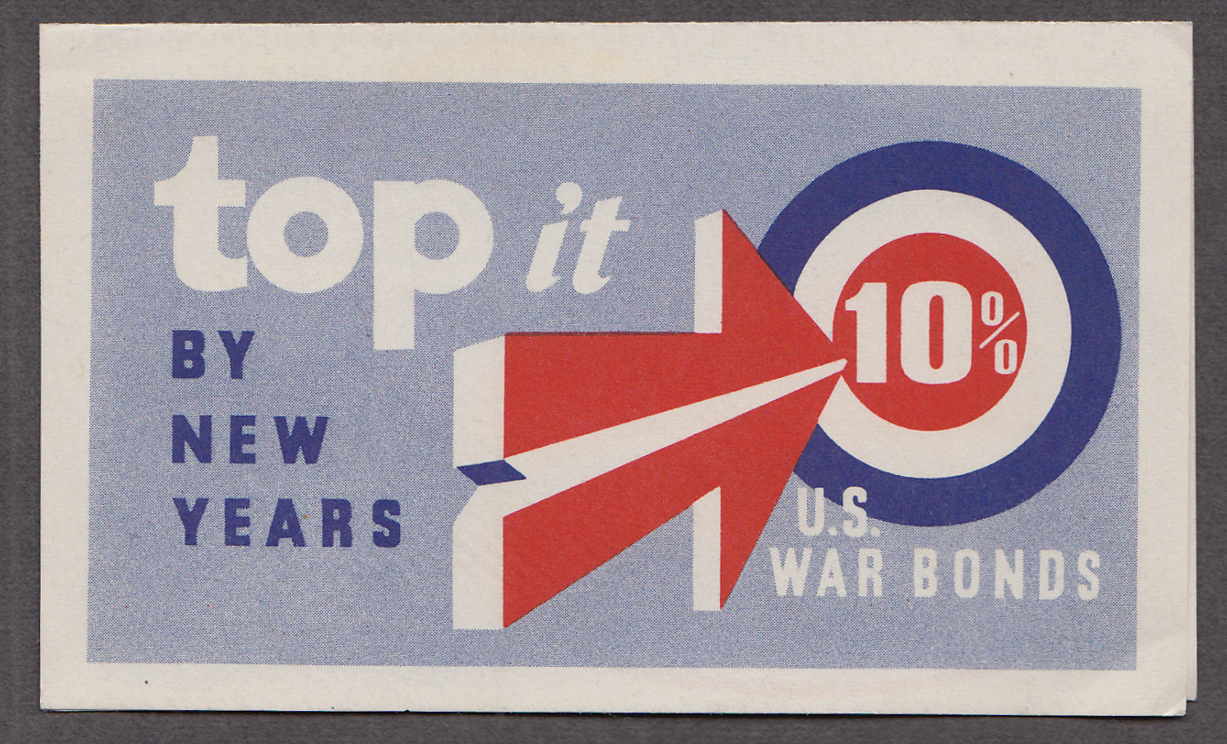 top it
BY
NEW
YEARS
10%
U.S.
WAR BONDS